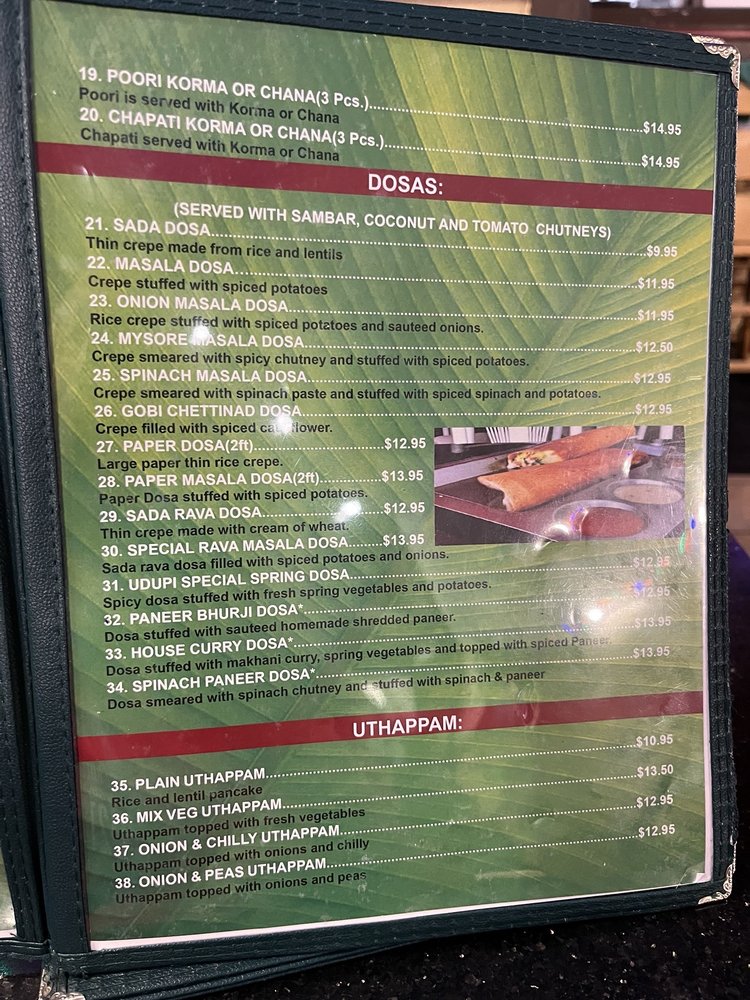 19. POORI KORMA OR CHANA(3 Pcs.)......$14.95
Poori is served with Korma or Chana
20. CHAPATI KORMA OR CHANA(3 Pcs.)......$14.95
Chapati served with Korma or Chana
DOSAS:
(SERVED WITH SAMBAR, COCONUT AND TOMATO CHUTNEYS)
21. SADA DOSA......$9.95
Thin crepe made from rice and lentils
22. MASALA DOSA......$11.95
Crepe stuffed with spiced potatoes
23. ONION MASALA DOSA......$11.95
Rice crepe stuffed with spiced potatoes and sauteed onions.
24. MYSORE MASALA DOSA......$12.50
Crepe smeared with spicy chutney and stuffed with spiced potatoes.
25. SPINACH MASALA DOSA......$12.95
Crepe smeared with spinach paste and stuffed with spiced spinach and potatoes.
26. GOBI CHETTINAD DOSA......$12.95
Crepe filled with spiced cauliflower.
27. PAPER DOSA(2ft)......$12.95
Large paper thin rice crepe.
28. PAPER MASALA DOSA(2ft)......$13.95
Paper Dosa stuffed with spiced potatoes.
29. SADA RAVA DOSA......$12.95
Thin crepe made with cream of wheat.
30. SPECIAL RAVA MASALA DOSA......$13.95
Sada rava dosa filled with spiced potatoes and onions.
31. UDUPI SPECIAL SPRING DOSA......$12.95
Spicy dosa stuffed with fresh spring vegetables and potatoes.
32. PANEER BHURJI DOSA*......$12.95
Dosa stuffed with sauteed homemade shredded paneer.
33. HOUSE CURRY DOSA*......$13.95
Dosa stuffed with makhani curry, spring vegetables and topped with spiced Paneer.
34. SPINACH PANEER DOSA*......$13.95
Dosa smeared with spinach chutney and stuffed with spinach & paneer
UTHAPPAM:
35. PLAIN UTHAPPAM......$10.95
Rice and lentil pancake
36. MIX VEG UTHAPPAM......$13.50
Uthappam topped with fresh vegetables
37. ONION & CHILLY UTHAPPAM......$12.95
Uthappam topped with onions and chilly
38. ONION & PEAS UTHAPPAM......$12.95
Uthappam topped with onions and peas